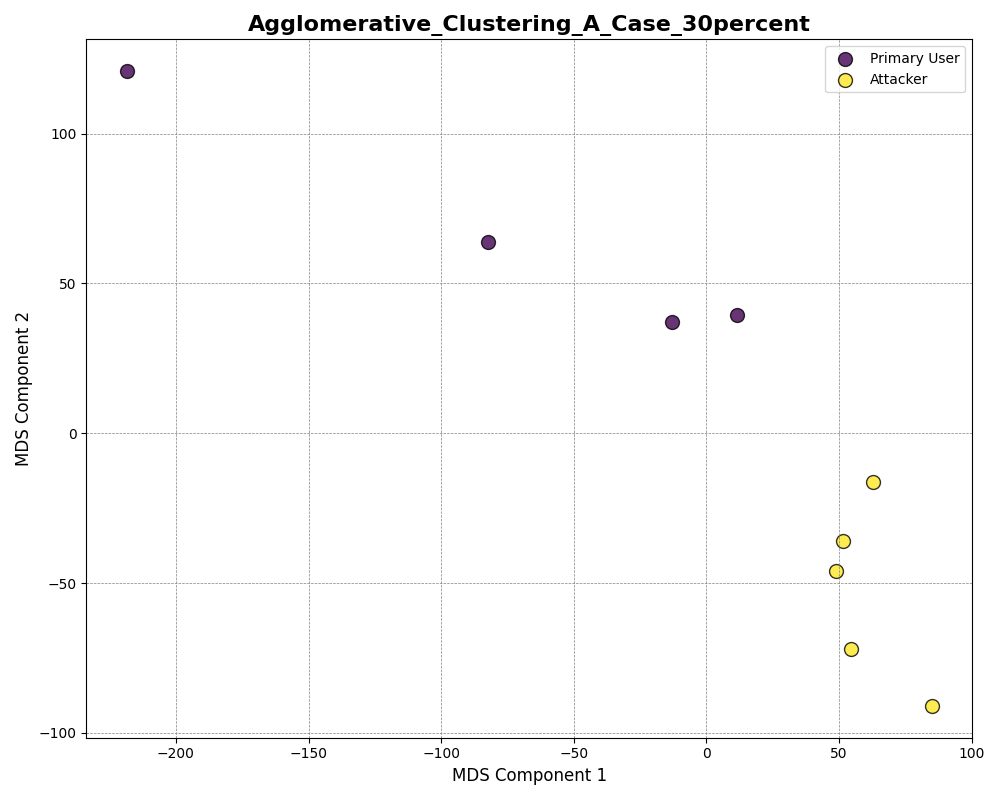 Agglomerative_Clustering_A_Case_30percent
Primary User
Attacker
100
50
0
−50
−100
MDS Component 2
−200
−150
−100
−50
0
50
100
MDS Component 1